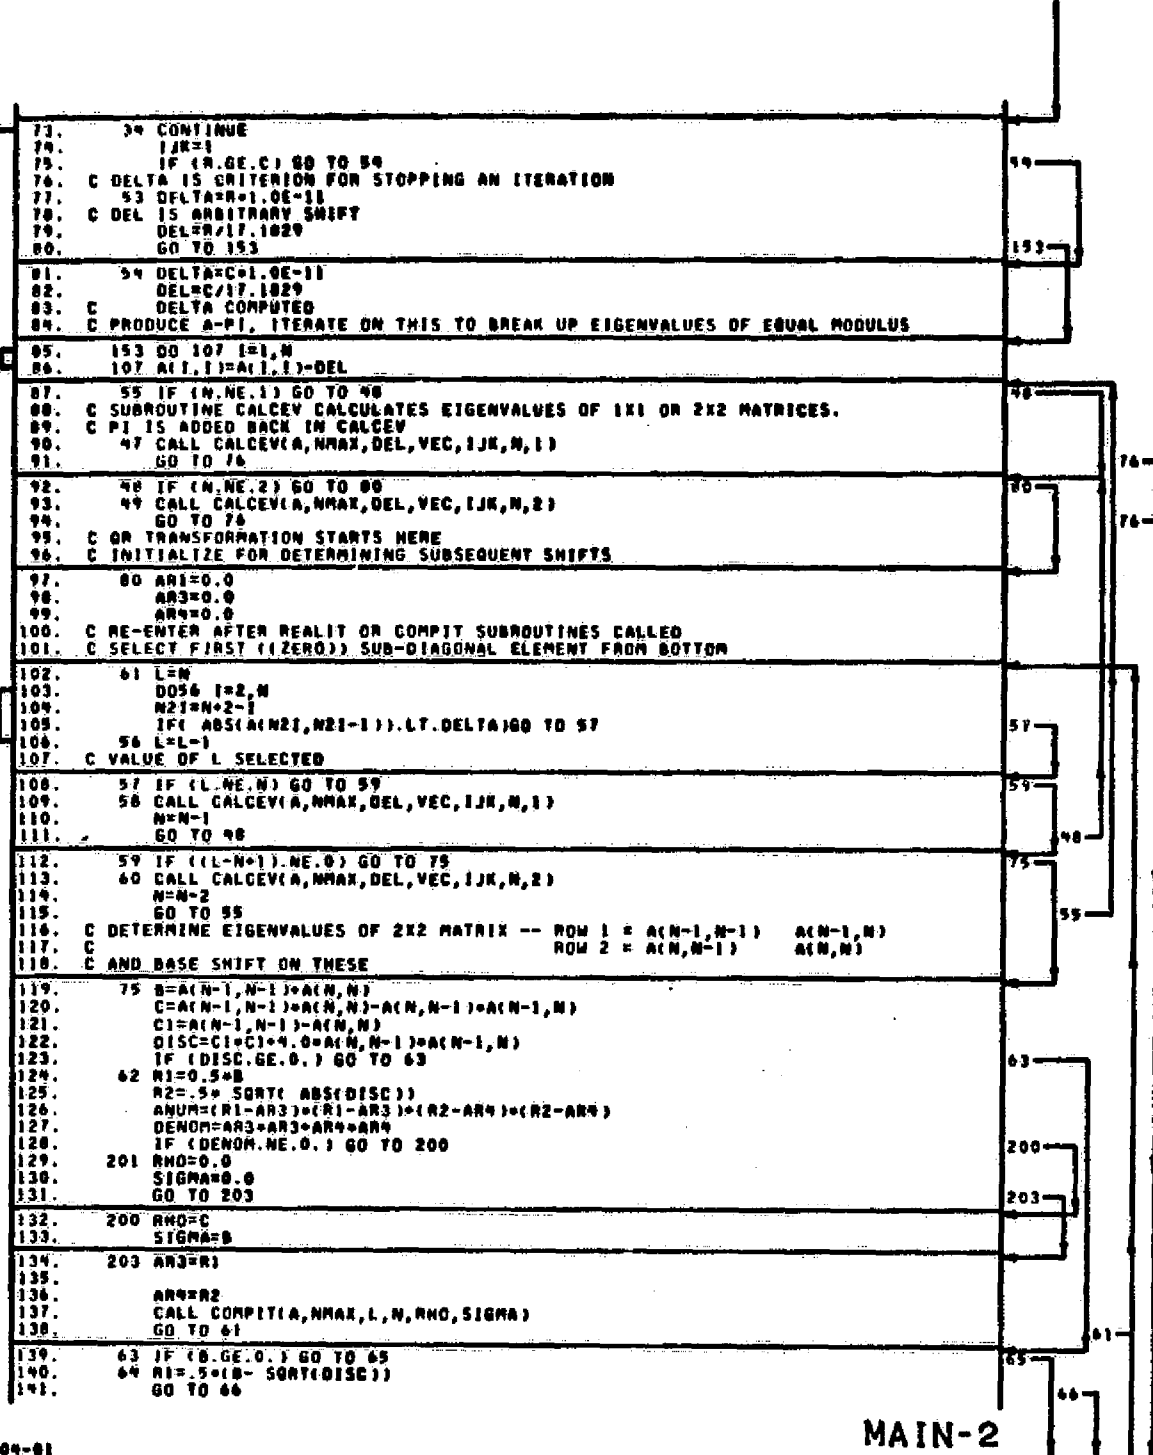 73.        54 CONTINUE
74.           IJK=1
75.           IF (R.GE.C) GO TO 54
76.   C DELTA IS CRITERION FOR STOPPING AN ITERATION
77.        53 DELTA=R*1.0E-11
78.   C DEL IS ARBITRARY SHIFT
79.           DEL=R/17.1829
80.           GO TO 153
54
153
81.        54 DELTA=C*1.0E-11
82.           DEL=C/17.1829
83.   C       DELTA COMPUTED
84.   C PRODUCE A-PI, ITERATE ON THIS TO BREAK UP EIGENVALUES OF EQUAL MODULUS
85.       153 DO 107 I=1,N
86.       107 A(I,I)=A(I,I)-DEL
87.        55 IF (N.NE.1) GO TO 48
88.   C SUBROUTINE CALCEV CALCULATES EIGENVALUES OF 1X1 OR 2X2 MATRICES.
89.   C PI IS ADDED BACK IN CALCEV
90.        47 CALL CALCEV(A,NMAX,DEL,VEC,IJK,N,1)
91.           GO TO 76
48
76
92.        48 IF (N.NE.2) GO TO 80
93.        49 CALL CALCEV(A,NMAX,DEL,VEC,IJK,N,2)
94.           GO TO 76
95.   C QR TRANSFORMATION STARTS HERE
96.   C INITIALIZE FOR DETERMINING SUBSEQUENT SHIFTS
80
76
97.        80 AR1=0.0
98.           AR3=0.0
99.           AR4=0.0
100.  C RE-ENTER AFTER REALIT OR COMPIT SUBROUTINES CALLED
101.  C SELECT FIRST ((ZERO)) SUB-DIAGONAL ELEMENT FROM BOTTOM
102.       61 L=N
103.          DO56 I=2,N
104.          N2I=N+2-I
105.          IF( ABS(A(N2I,N2I-1)).LT.DELTA)GO TO 57
106.       56 L=L-1
107.  C VALUE OF L SELECTED
57
108.       57 IF (L.NE.N) GO TO 59
109.       58 CALL CALCEV(A,NMAX,DEL,VEC,IJK,N,1)
110.          N=N-1
111.          GO TO 48
59
48
112.       59 IF ((L-N+1).NE.0) GO TO 75
113.       60 CALL CALCEV(A,NMAX,DEL,VEC,IJK,N,2)
114.          N=N-2
115.          GO TO 55
116.  C DETERMINE EIGENVALUES OF 2X2 MATRIX -- ROW 1 = A(N-1,N-1)   A(N-1,N)
117.  C                                        ROW 2 = A(N,N-1)     A(N,N)
118.  C AND BASE SHIFT ON THESE
75
55
119.       75 B=A(N-1,N-1)+A(N,N)
120.          C=A(N-1,N-1)*A(N,N)-A(N,N-1)*A(N-1,N)
121.          C1=A(N-1,N-1)-A(N,N)
122.          DISC=C1*C1+4.0*A(N,N-1)*A(N-1,N)
123.          IF (DISC.GE.0.) GO TO 63
124.       62 R1=0.5*B
125.          R2=.5* SQRT( ABS(DISC))
126.          ANUM=(R1-AR3)*(R1-AR3)+(R2-AR4)*(R2-AR4)
127.          DENOM=AR3*AR3+AR4*AR4
128.          IF (DENOM.NE.0.) GO TO 200
129.      201 RHO=0.0
130.          SIGMA=0.0
131.          GO TO 203
63
200
203
132.      200 RHO=C
133.          SIGMA=B
134.      203 AR3=R1
135.
136.          AR4=R2
137.          CALL COMPIT(A,NMAX,L,N,RHO,SIGMA)
138.          GO TO 61
61
139.       63 IF (B.GE.0.) GO TO 65
140.       64 R1=.5*(B- SQRT(DISC))
141.          GO TO 66
65
66
MAIN-2
04-01